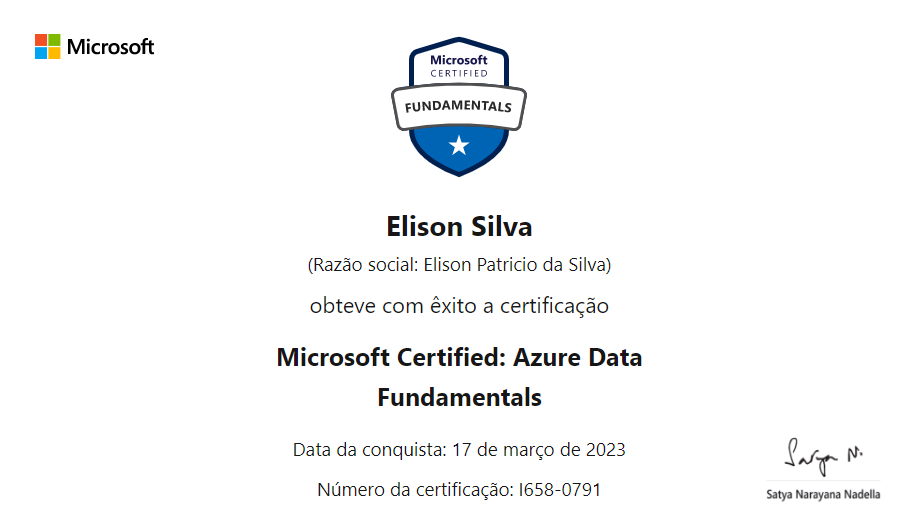 Microsoft
Microsoft
CERTIFIED
FUNDAMENTALS
Elison Silva
(Razão social: Elison Patricio da Silva)
obteve com êxito a certificação
Microsoft Certified: Azure Data
Fundamentals
Data da conquista: 17 de março de 2023
Número da certificação: I658-0791
Satya N.
Satya Narayana Nadella